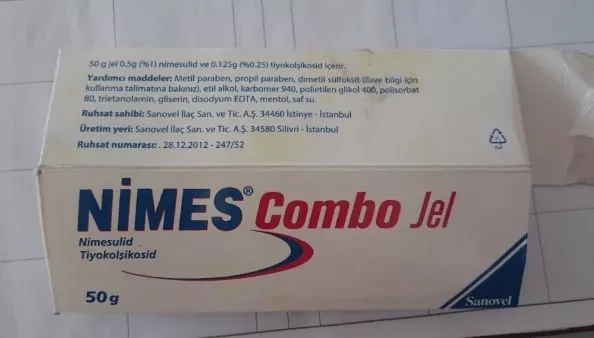 50 g jel 0.5g (%1) nimesulid ve 0.125g (%0.25) tiyokolşikosid içerir.
Yardımcı maddeler: Metil paraben, propil paraben, dimetil sülfoksit (ilave bilgi için
kullanma talimatına bakınız), etil alkol, karbomer 940, polietilen glikol 400, polisorbat
80, trietanolamin, gliserin, disodyum EDTA, mentol, saf su.
Ruhsat sahibi: Sanovel İlaç San. ve Tic. A.Ş. 34460 İstinye - İstanbul
Üretim yeri: Sanovel İlaç San. ve Tic. A.Ş. 34580 Silivri - İstanbul
Ruhsat numarası: . 28.12.2012 - 247/52
NİMES® Combo Jel
Nimesulid
Tiyokolşikosid
50 g
Sanovel